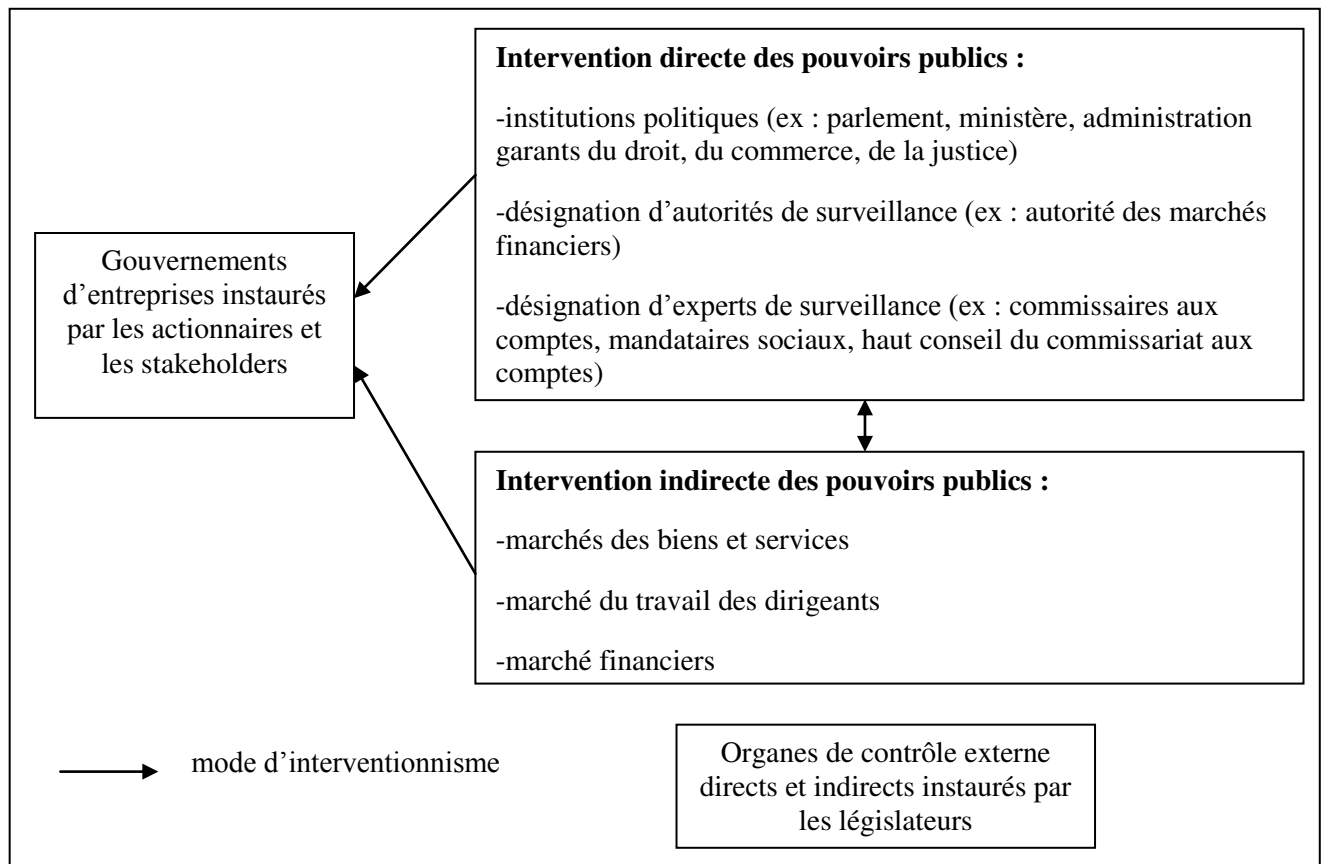 Intervention directe des pouvoirs publics :
-institutions politiques (ex : parlement, ministère, administration
garants du droit, du commerce, de la justice)
-désignation d’autorités de surveillance (ex : autorité des marchés
financiers)
-désignation d’experts de surveillance (ex : commissaires aux
comptes, mandataires sociaux, haut conseil du commissariat aux
comptes)
Gouvernements
d’entreprises instaurés
par les actionnaires et
les stakeholders
Intervention indirecte des pouvoirs publics :
-marchés des biens et services
-marché du travail des dirigeants
-marché financiers
mode d’interventionnisme
Organes de contrôle externe
directs et indirects instaurés par
les législateurs